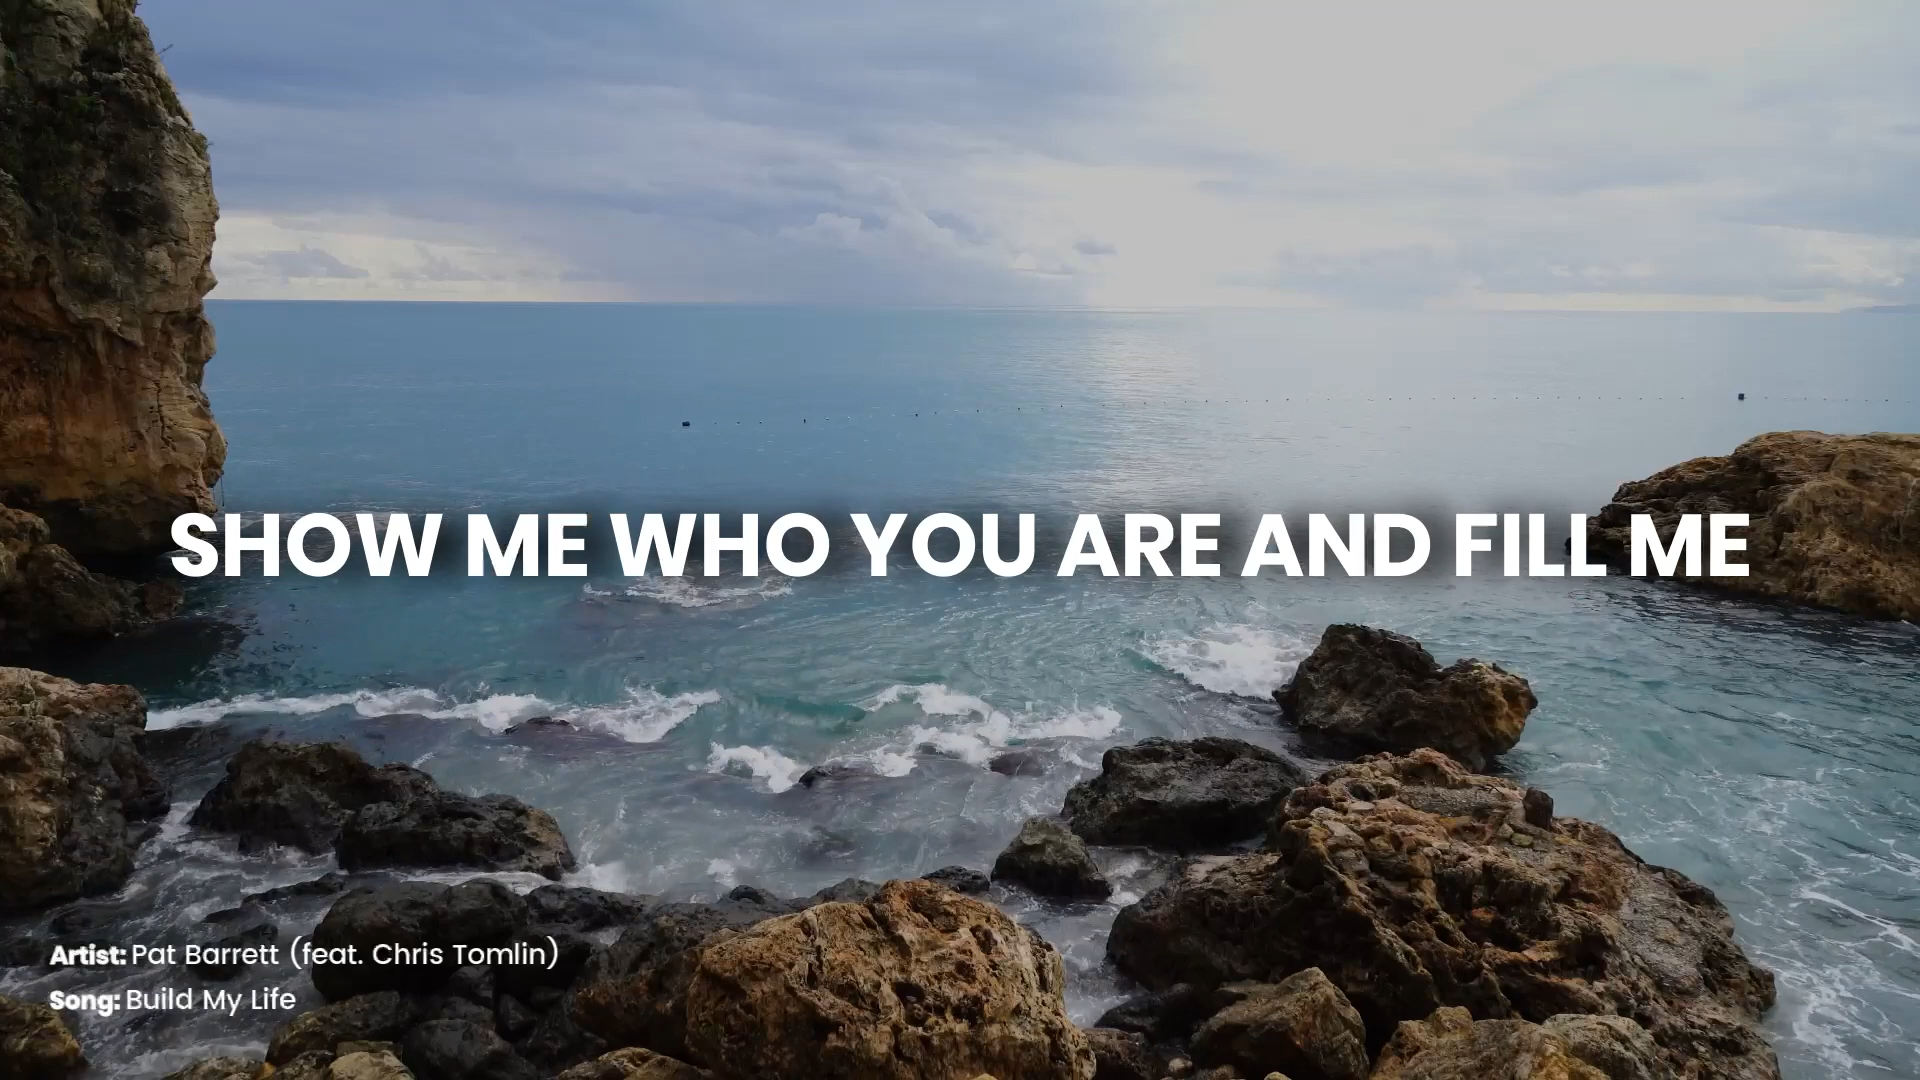 SHOW ME WHO YOU ARE AND FILL ME
Artist: Pat Barrett (feat. Chris Tomlin)
Song: Build My Life